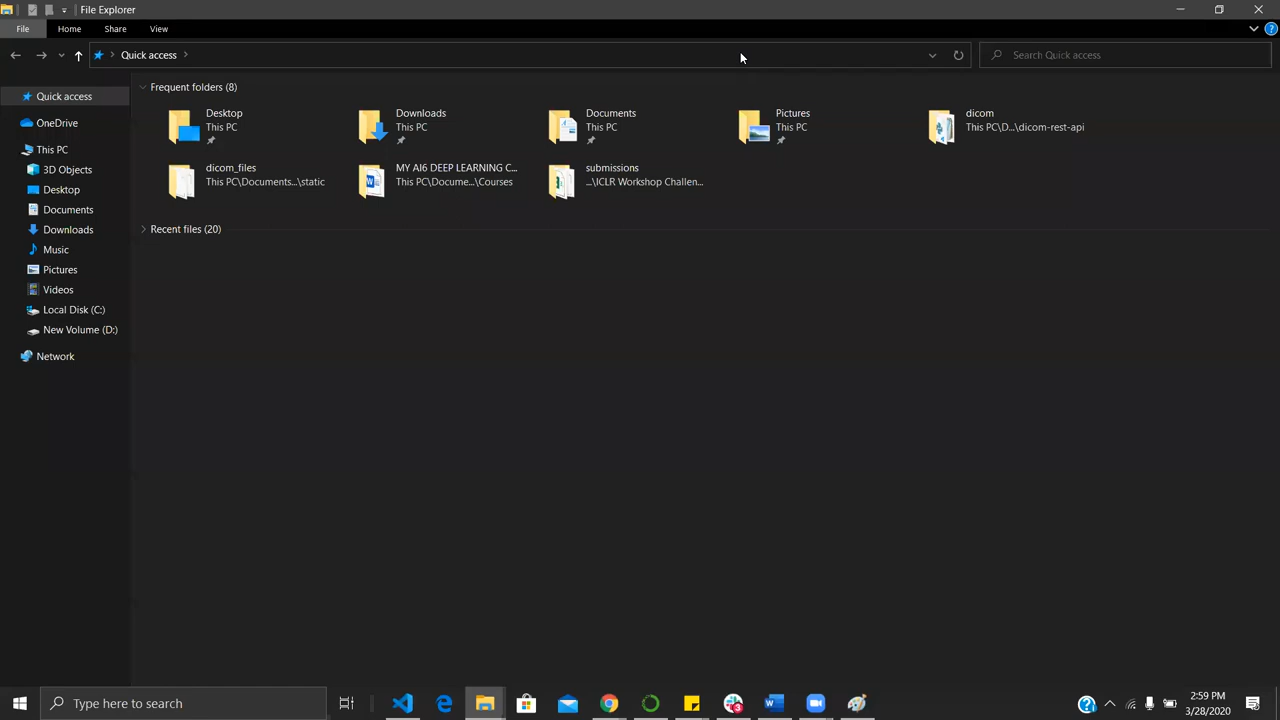 File Explorer
File Home Share View
Quick access
Search Quick access
Quick access
OneDrive
This PC
3D Objects
Desktop
Documents
Downloads
Music
Pictures
Videos
Local Disk (C:)
New Volume (D:)
Network
Frequent folders (8)
Desktop
This PC
Downloads
This PC
Documents
This PC
Pictures
This PC
dicom
This PC\D...\dicom-rest-api
dicom_files
This PC\Documents...\static
MY AI6 DEEP LEARNING C...
This PC\Docume...\Courses
submissions
...\ICLR Workshop Challen...
Recent files (20)
Type here to search
3
2:59 PM
3/28/2020